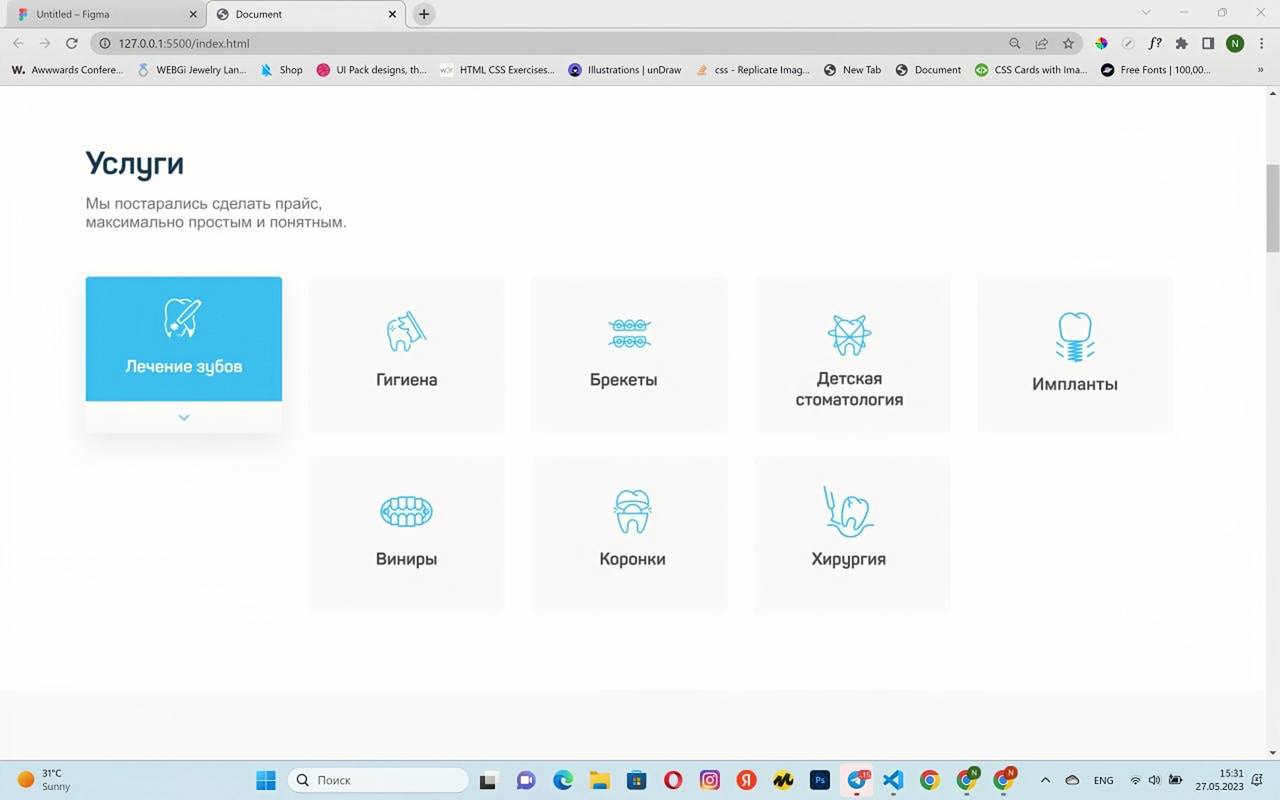 Untitled – Figma
Document
127.0.0.1:5500/index.html
f?
N
W. Awwwards Confere...
WEBGi Jewelry Lan...
Shop
UI Pack designs, th...
HTML CSS Exercises...
Illustrations | unDraw
css - Replicate Imag...
New Tab
Document
CSS Cards with Ima...
Free Fonts | 100,00...
»
Услуги
Мы постарались сделать прайс,
максимально простым и понятным.
Лечение зубов
Гигиена
Брекеты
Детская
стоматология
Импланты
Виниры
Коронки
Хирургия
31°C
Sunny
Поиск
Я
Ps
N
N
ENG
15:31
27.05.2023